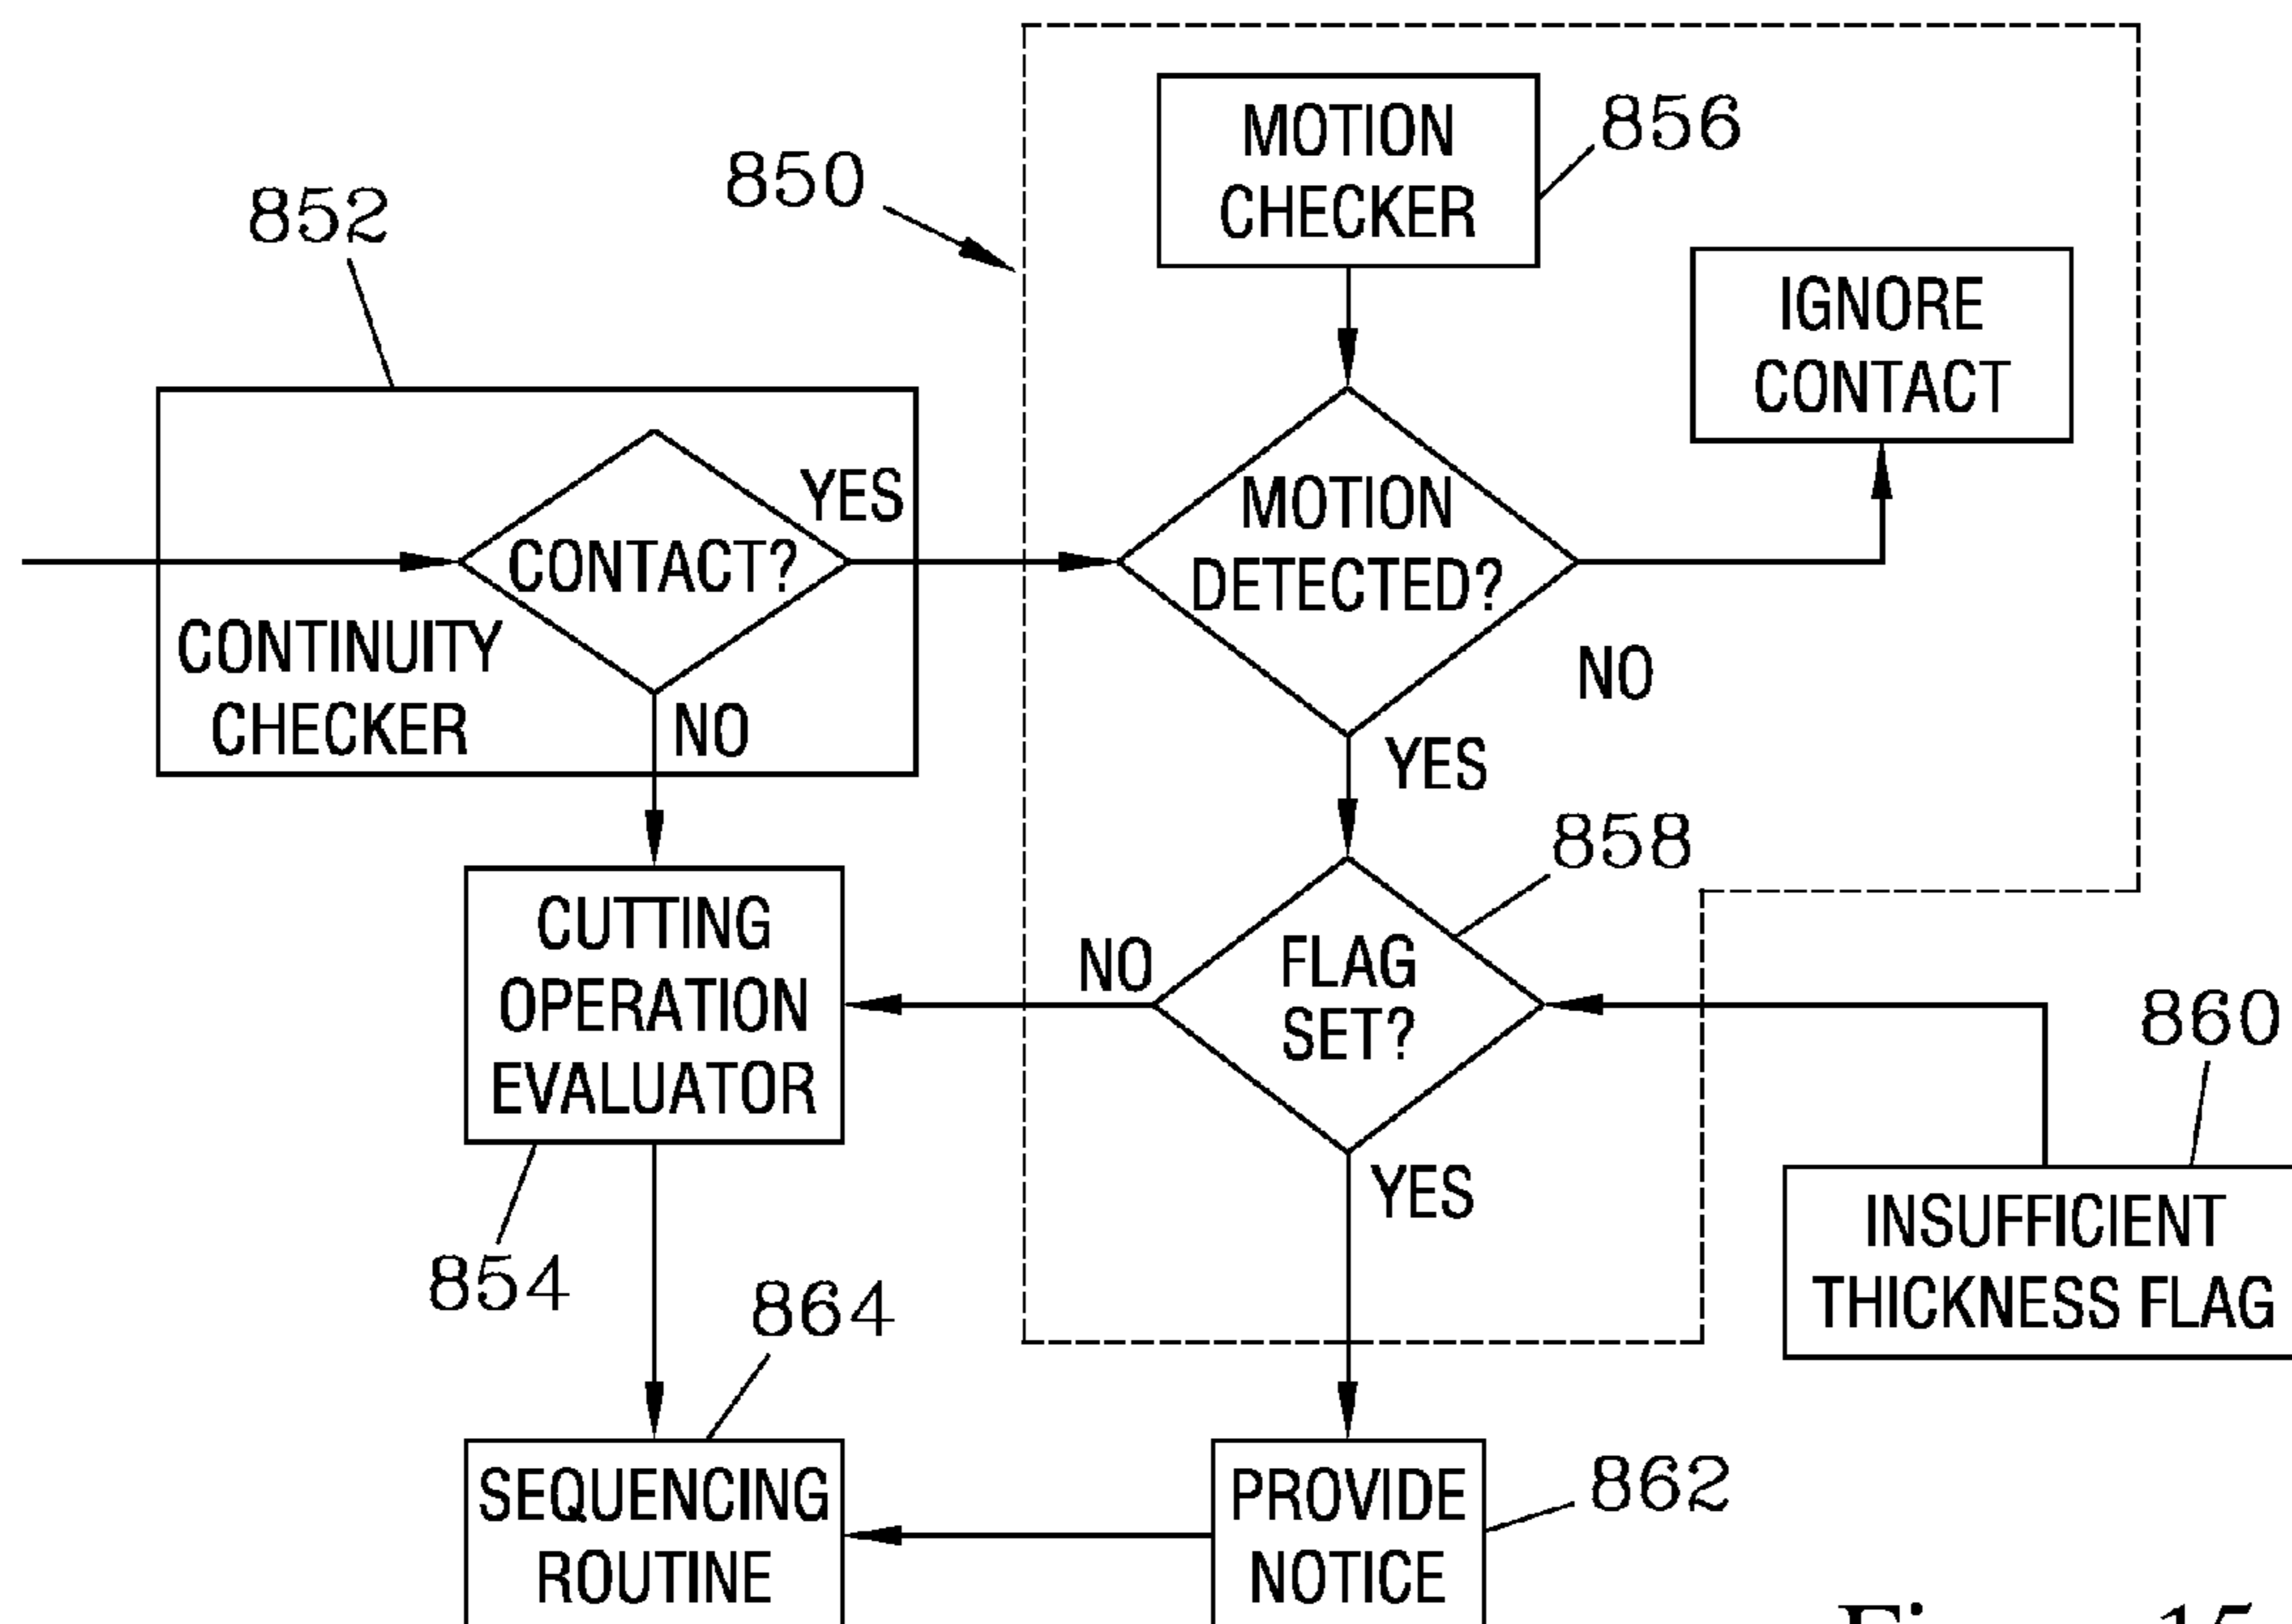 856
MOTION
CHECKER
850
852
IGNORE
CONTACT
YES
CONTACT?
MOTION
DETECTED?
CONTINUITY
CHECKER
NO
NO
YES
858
CUTTING
OPERATION
EVALUATOR
NO
FLAG
SET?
860
YES
INSUFFICIENT
THICKNESS FLAG
854
864
SEQUENCING
ROUTINE
PROVIDE
NOTICE
862